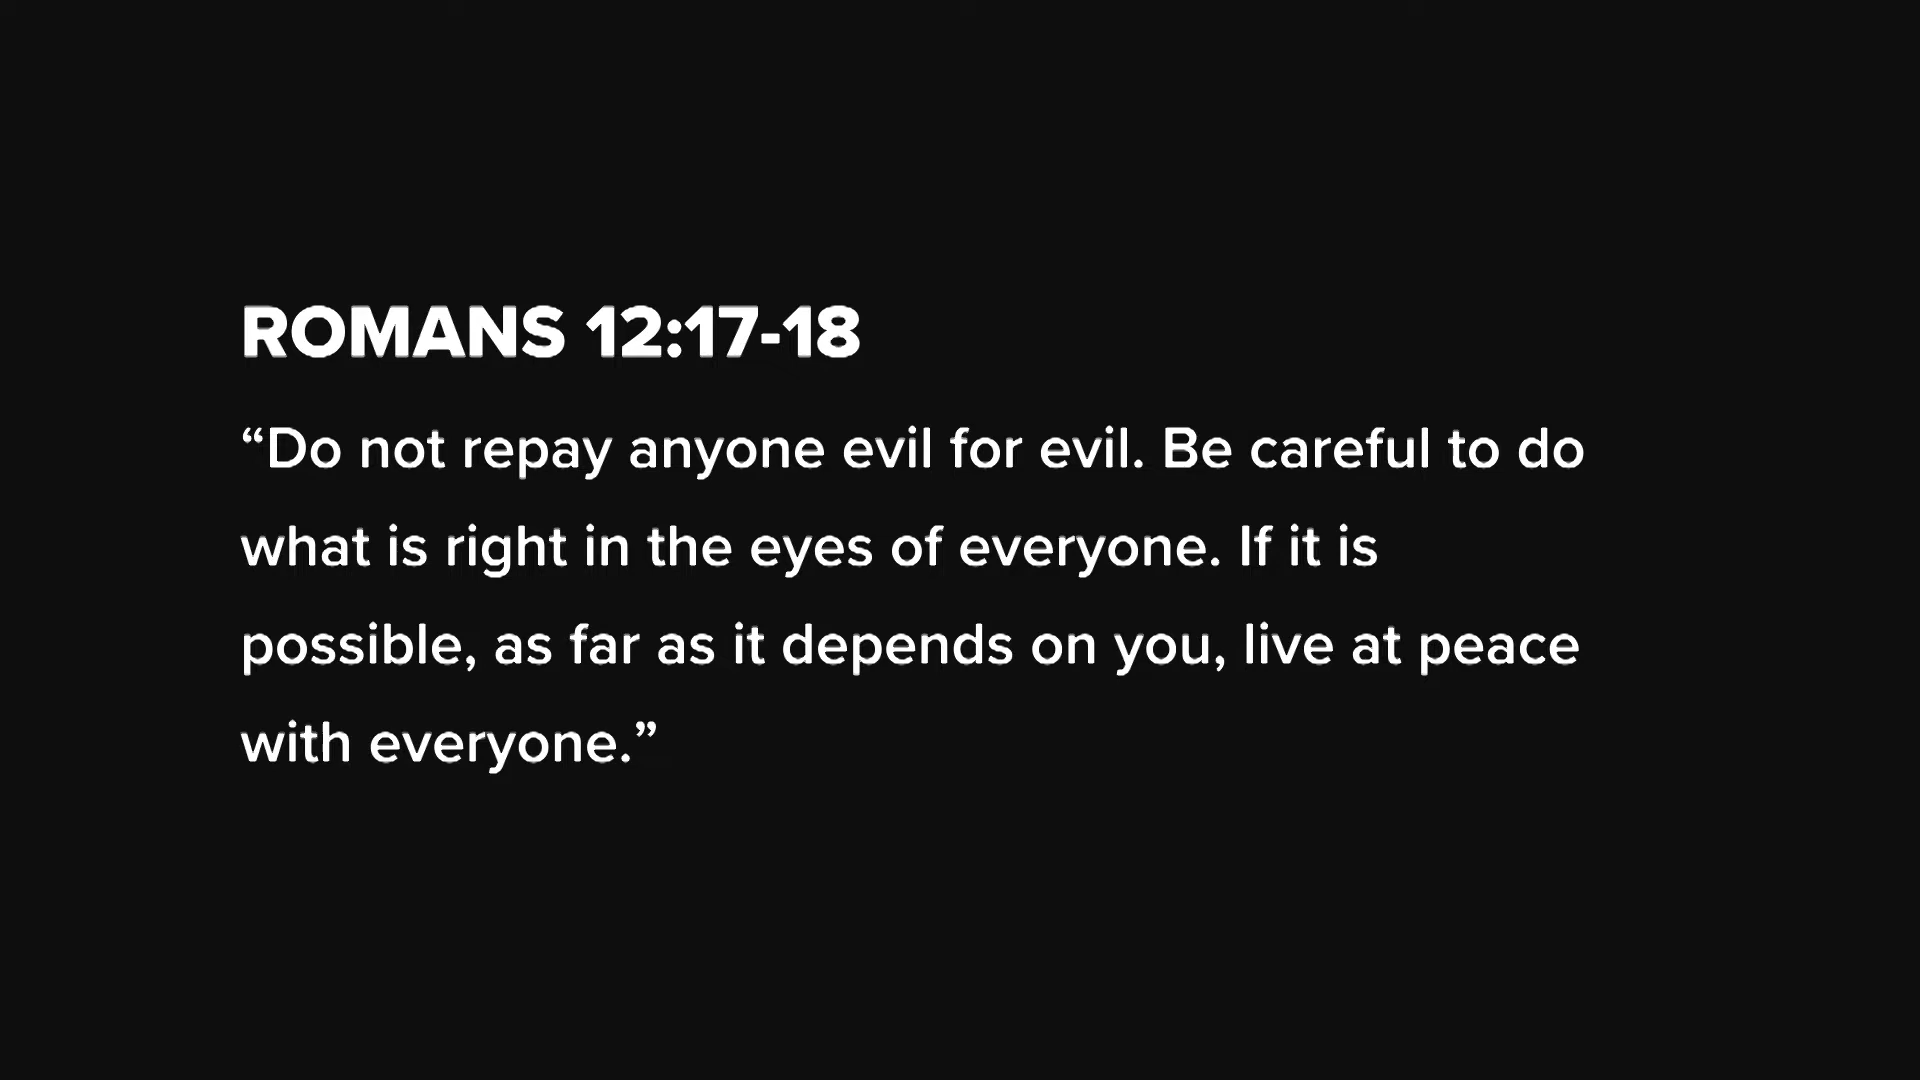 ROMANS 12:17-18
“Do not repay anyone evil for evil. Be careful to do
what is right in the eyes of everyone. If it is
possible, as far as it depends on you, live at peace
with everyone.”